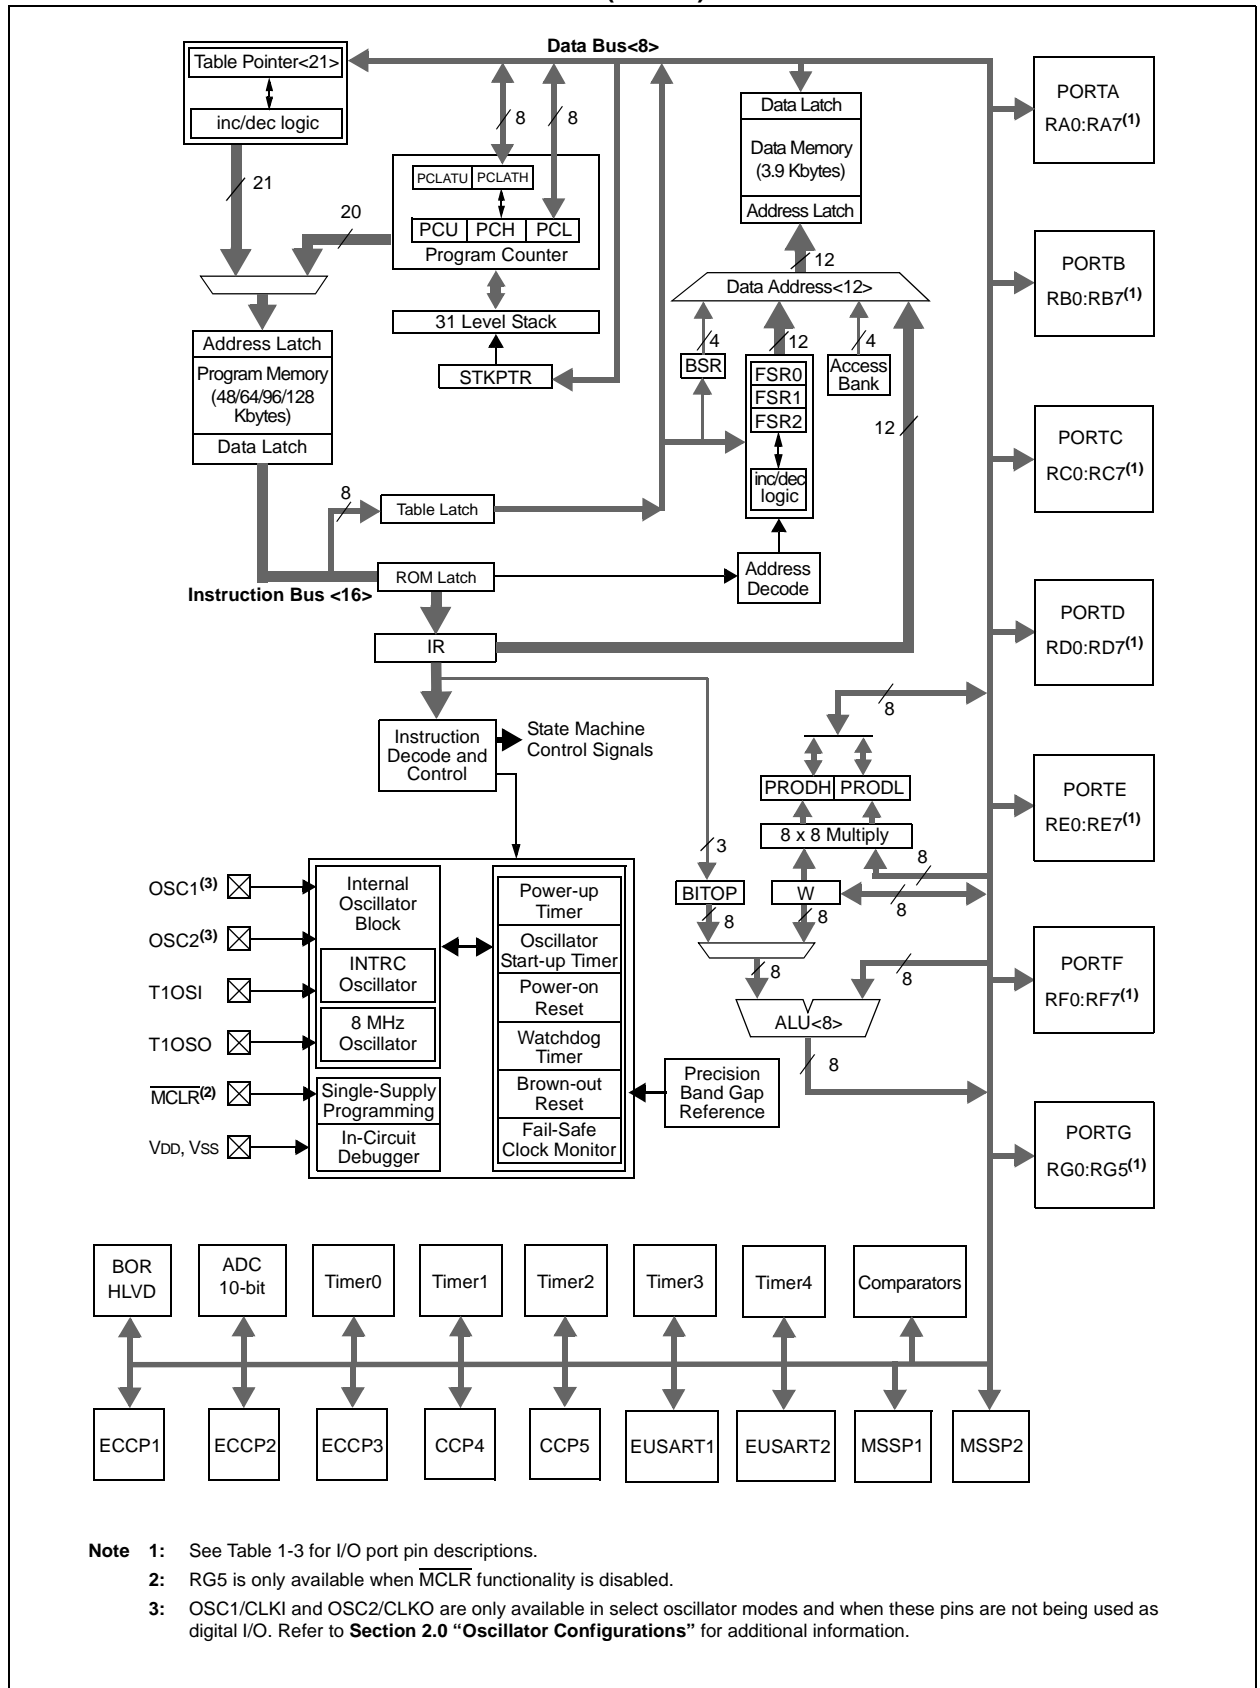 Data Bus<8>
Table Pointer<21>
inc/dec logic
21
20
8
8
PCLATU
PCLATH
PCU
PCH
PCL
Program Counter
31 Level Stack
STKPTR
Address Latch
Program Memory
(48/64/96/128
Kbytes)
Data Latch
8
Table Latch
Instruction Bus <16>
ROM Latch
IR
Data Latch
Data Memory
(3.9 Kbytes)
Address Latch
12
Data Address<12>
4
12
4
BSR
FSR0
FSR1
FSR2
inc/dec
logic
Access
Bank
12
Address
Decode
Instruction
Decode and
Control
State Machine
Control Signals
8
PRODH
PRODL
8 x 8 Multiply
3
8
BITOP
W
8
8
8
8
8
ALU<8>
8
OSC1(3)
OSC2(3)
T1OSI
T1OSO
MCLR(2)
VDD, VSS
Internal
Oscillator
Block
INTRC
Oscillator
8 MHz
Oscillator
Single-Supply
Programming
In-Circuit
Debugger
Power-up
Timer
Oscillator
Start-up Timer
Power-on
Reset
Watchdog
Timer
Brown-out
Reset
Fail-Safe
Clock Monitor
Precision
Band Gap
Reference
PORTA
RA0:RA7(1)
PORTB
RB0:RB7(1)
PORTC
RC0:RC7(1)
PORTD
RD0:RD7(1)
PORTE
RE0:RE7(1)
PORTF
RF0:RF7(1)
PORTG
RG0:RG5(1)
BOR
HLVD
ADC
10-bit
Timer0
Timer1
Timer2
Timer3
Timer4
Comparators
ECCP1
ECCP2
ECCP3
CCP4
CCP5
EUSART1
EUSART2
MSSP1
MSSP2
Note 1: See Table 1-3 for I/O port pin descriptions.
2: RG5 is only available when MCLR functionality is disabled.
3: OSC1/CLKI and OSC2/CLKO are only available in select oscillator modes and when these pins are not being used as
digital I/O. Refer to Section 2.0 “Oscillator Configurations” for additional information.